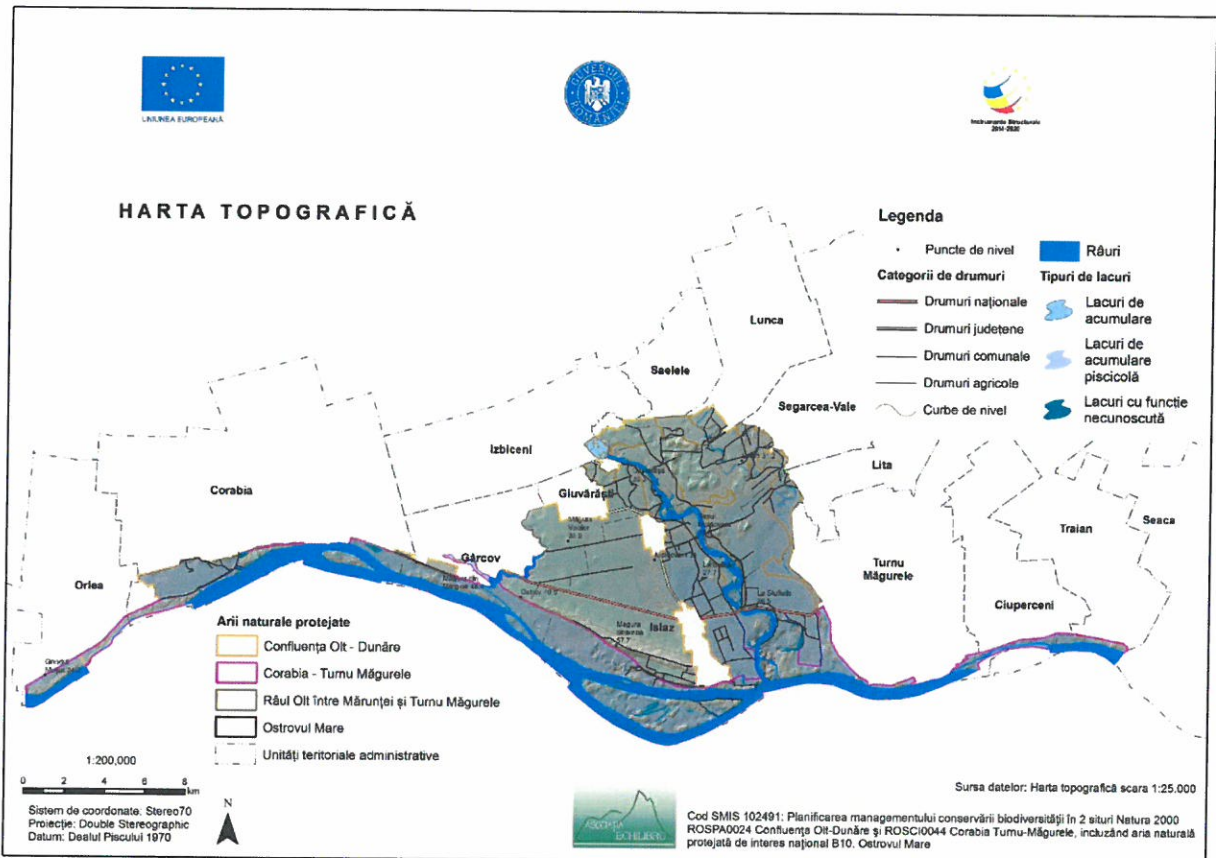 UNIUNEA EUROPEANĂ
GUVERNUL ROMÂNIEI
Instrumente Structurale
2014-2020
HARTA TOPOGRAFICĂ
Legenda
Puncte de nivel
Categorii de drumuri
Drumuri naționale
Drumuri județene
Drumuri comunale
Drumuri agricole
Curbe de nivel
Râuri
Tipuri de lacuri
Lacuri de
acumulare
Lacuri de
acumulare
piscicolă
Lacuri cu funcție
necunoscută
Lunca
Saelele
Segarcea-Vale
Izbiceni
Lita
Corabia
Giuvărăști
Traian
Seaca
Gârcov
Turnu
Măgurele
Orlea
Ciuperceni
Islaz
Arii naturale protejate
Confluența Olt - Dunăre
Corabia - Turnu Măgurele
Râul Olt între Mărunței și Turnu Măgurele
Ostrovul Mare
Unități teritoriale administrative
1:200,000
0 2 4 6 8
km
Sistem de coordonate: Stereo70
Proiecție: Double Stereographic
Datum: Dealul Piscului 1970
N
ASOCIAȚIA
ECHILIBRU
Sursa datelor: Harta topografică scara 1:25.000
Cod SMIS 102491: Planificarea managementului conservării biodiversității în 2 situri Natura 2000
ROSPA0024 Confluența Olt-Dunăre și ROSCI0044 Corabia Turnu-Măgurele, incluzând aria naturală
protejată de interes național B10. Ostrovul Mare